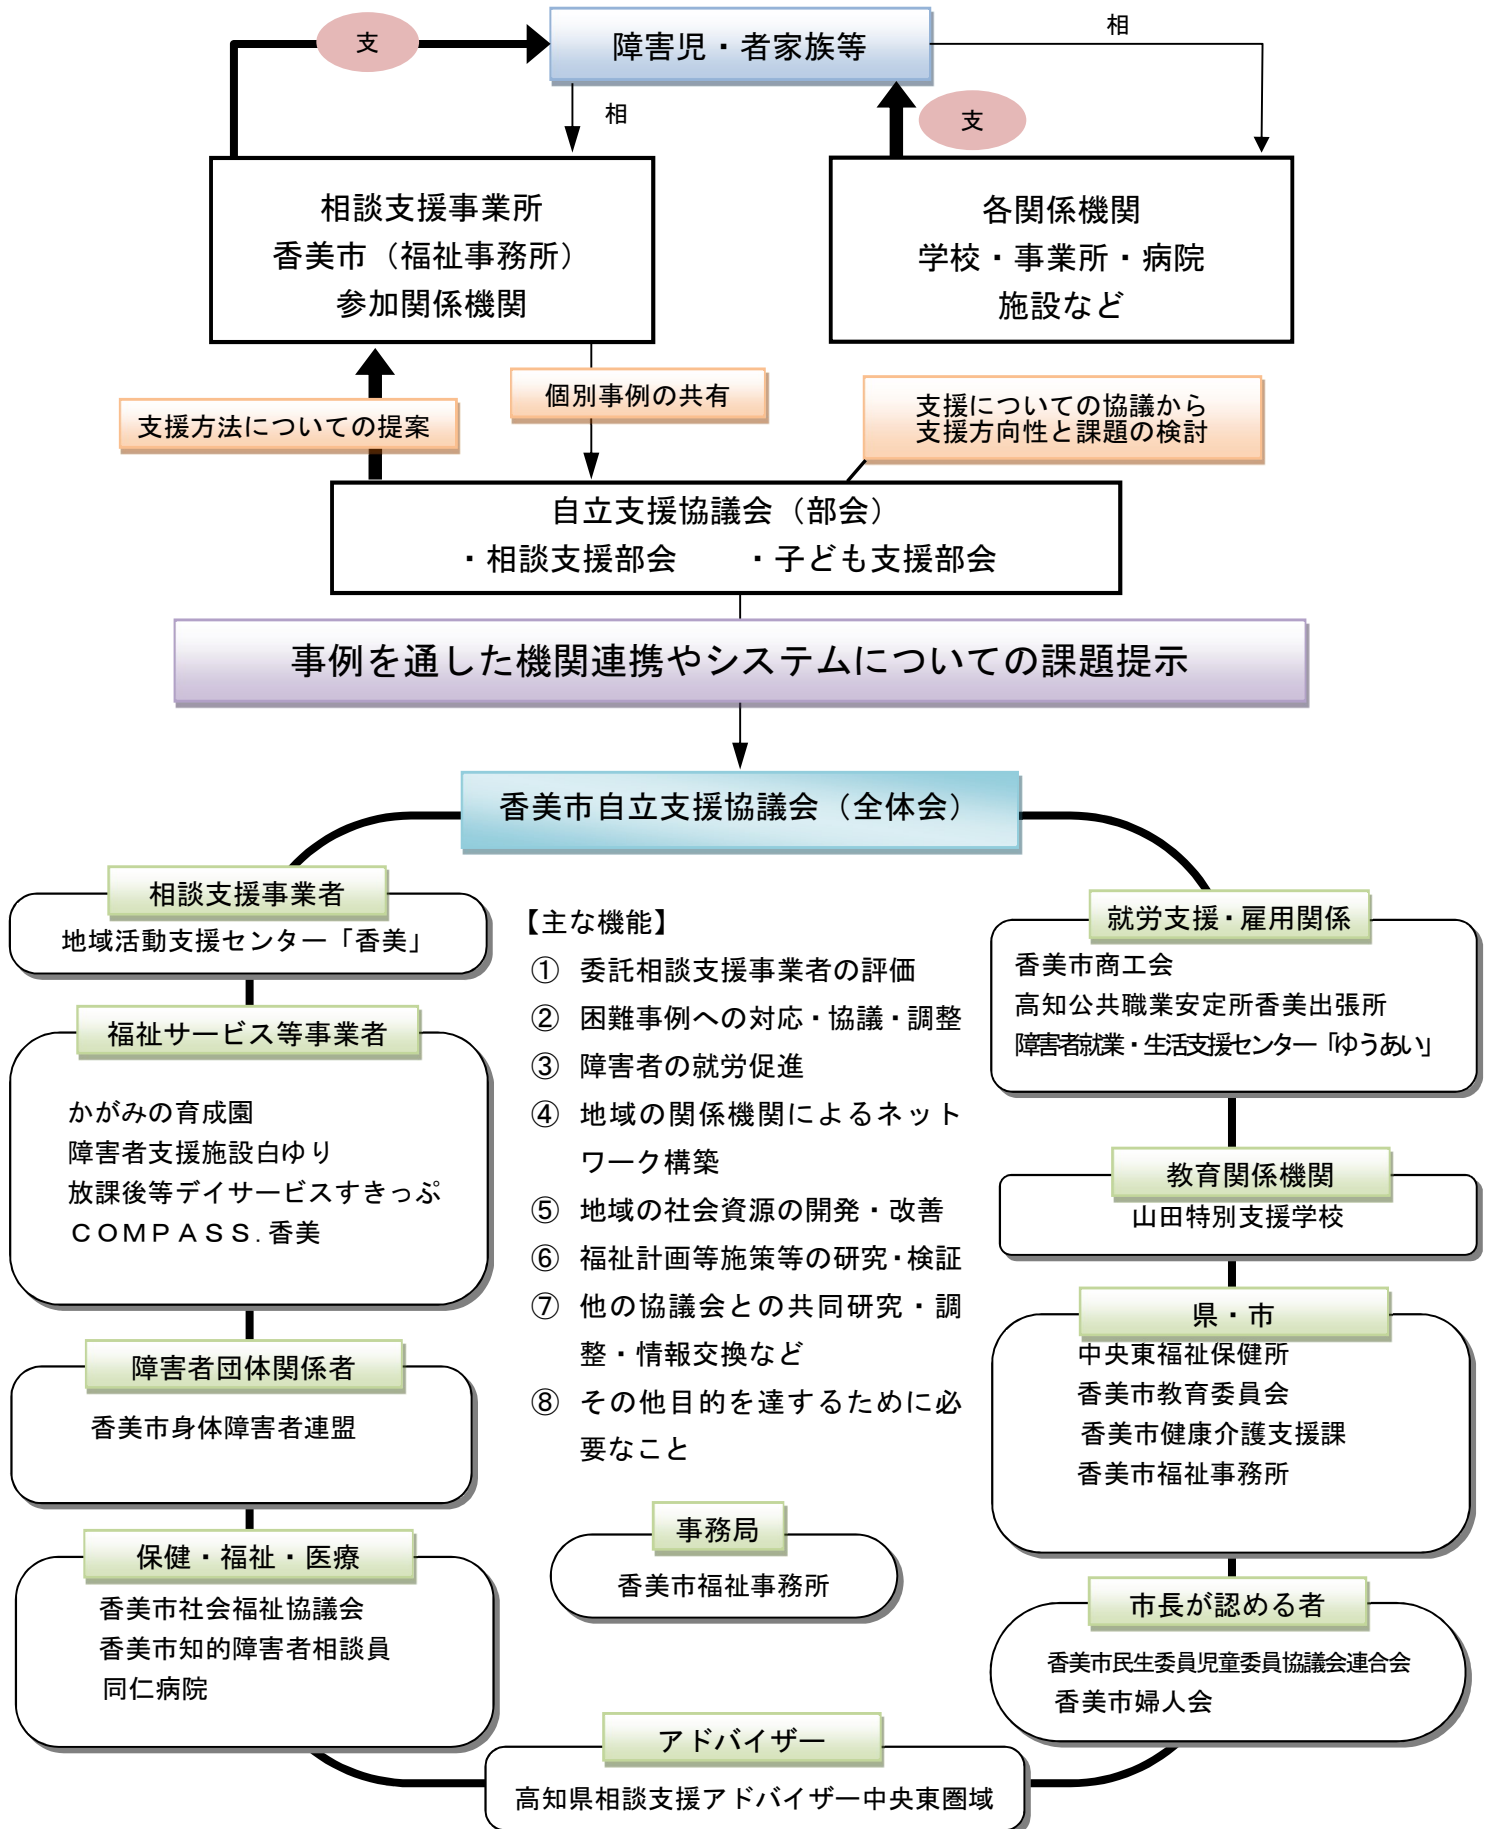 支
障害児・者家族等
相
相
支
相談支援事業所
香美市（福祉事務所）
参加関係機関
各関係機関
学校・事業所・病院
施設など
個別事例の共有
支援方法についての提案
支援についての協議から
支援方向性と課題の検討
自立支援協議会（部会）
・相談支援部会　　・子ども支援部会
事例を通した機関連携やシステムについての課題提示
香美市自立支援協議会（全体会）
相談支援事業者
地域活動支援センター「香美」
福祉サービス等事業者
かがみの育成園
障害者支援施設白ゆり
放課後等デイサービスすきっぷ
ＣＯＭＰＡＳＳ.香美
障害者団体関係者
香美市身体障害者連盟
保健・福祉・医療
香美市社会福祉協議会
香美市知的障害者相談員
同仁病院
【主な機能】
①　委託相談支援事業者の評価
②　困難事例への対応・協議・調整
③　障害者の就労促進
④　地域の関係機関によるネット
ワーク構築
⑤　地域の社会資源の開発・改善
⑥　福祉計画等施策等の研究・検証
⑦　他の協議会との共同研究・調
整・情報交換など
⑧　その他目的を達するために必
要なこと
事務局
香美市福祉事務所
就労支援・雇用関係
香美市商工会
高知公共職業安定所香美出張所
障害者就業・生活支援センター「ゆうあい」
教育関係機関
山田特別支援学校
県・市
中央東福祉保健所
香美市教育委員会
香美市健康介護支援課
香美市福祉事務所
市長が認める者
香美市民生委員児童委員協議会連合会
香美市婦人会
アドバイザー
高知県相談支援アドバイザー中央東圏域